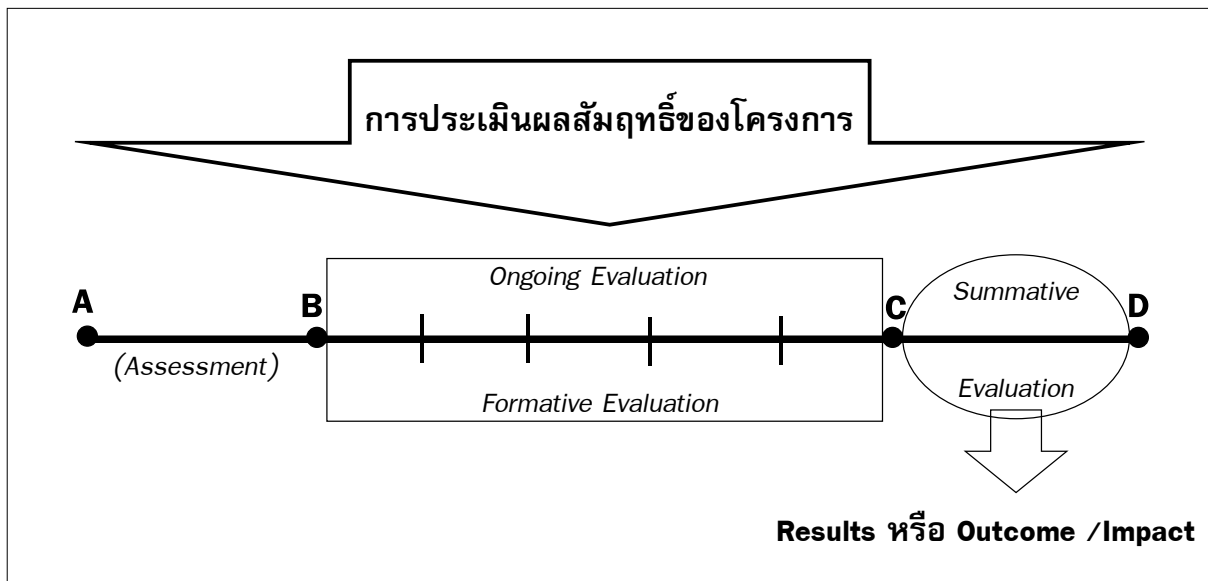 การประเมินผลสัมฤทธิ์ของโครงการ
Ongoing Evaluation
A
B
C
Summative
D
(Assessment)
Formative Evaluation
Evaluation
Results หรือ Outcome /Impact